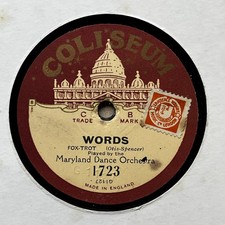 COLISEUM
C B
TRADE MARK
WORDS
FOX-TROT (Otis-Spencer)
Played by the
Maryland Dance Orchestra
1723
MADE IN ENGLAND